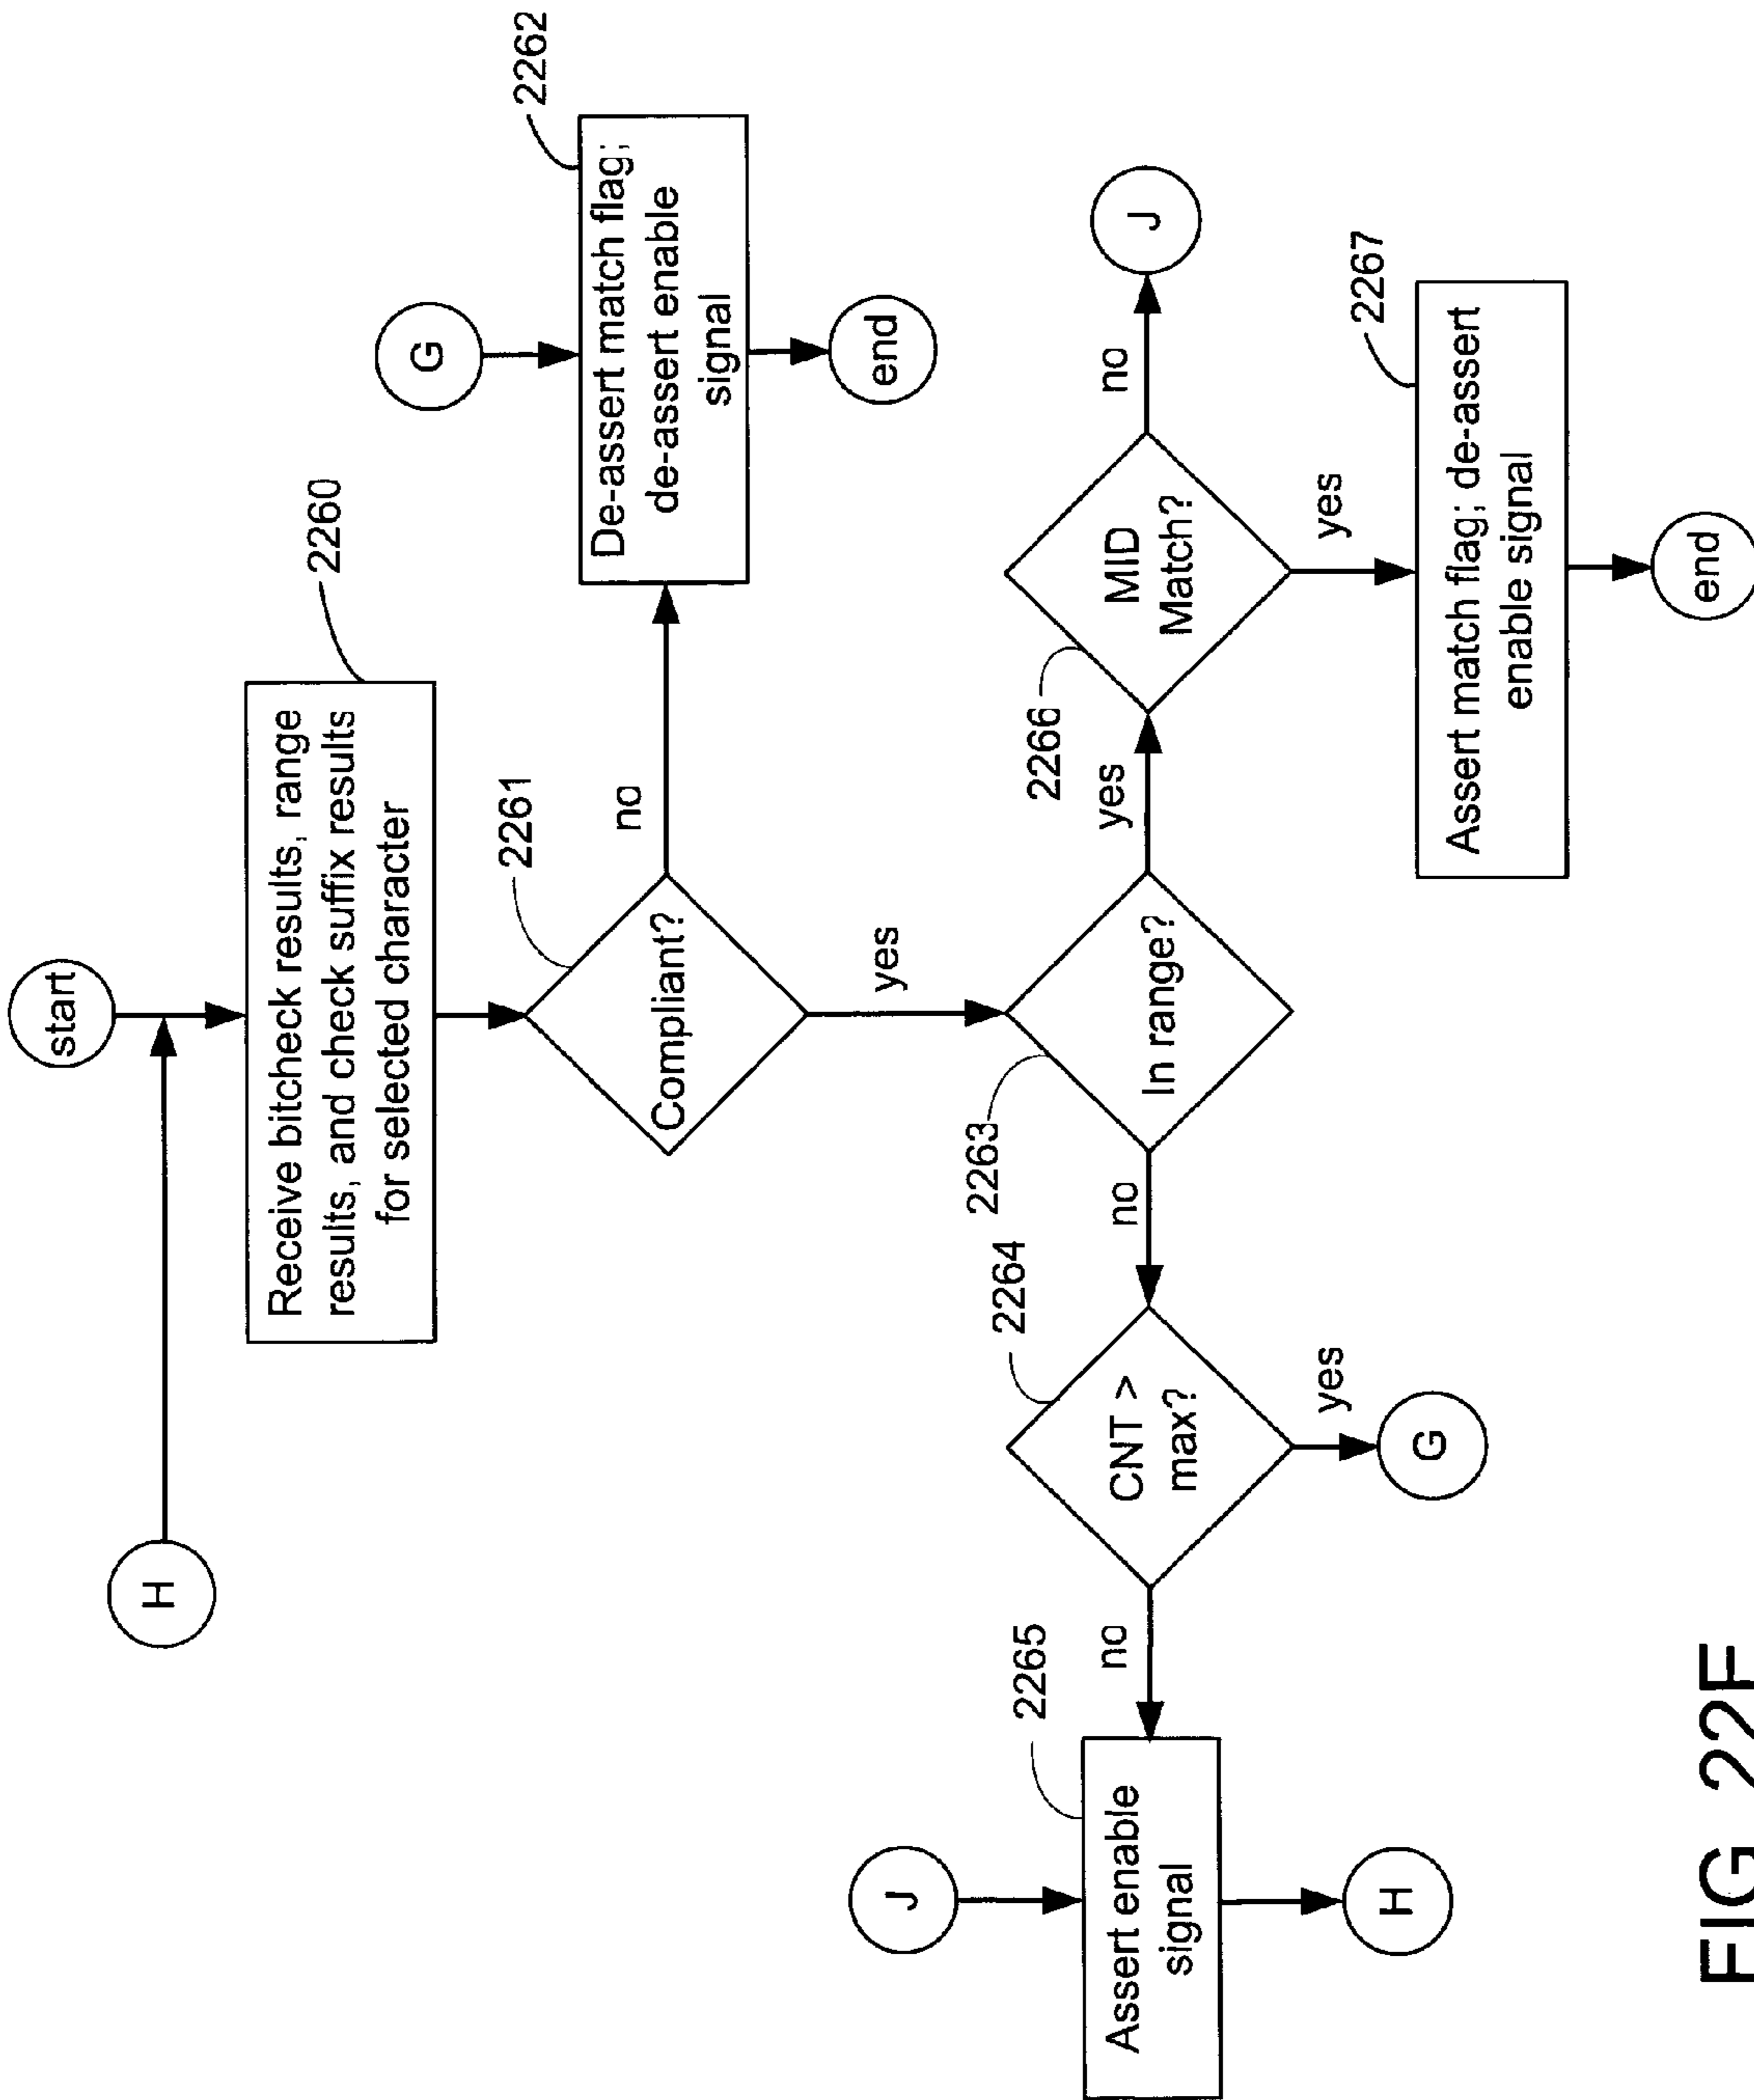 start
H
2260
Receive bitcheck results, range
results, and check suffix results
for selected character
G
2261
Compliant?
no
2262
De-assert match flag;
de-assert enable
signal
end
yes
J
2265
Assert enable
signal
H
no
2264
CNT >
max?
yes
G
no
2263
In range?
yes
2266
MID
Match?
no
J
yes
2267
Assert match flag; de-assert
enable signal
end
FIG